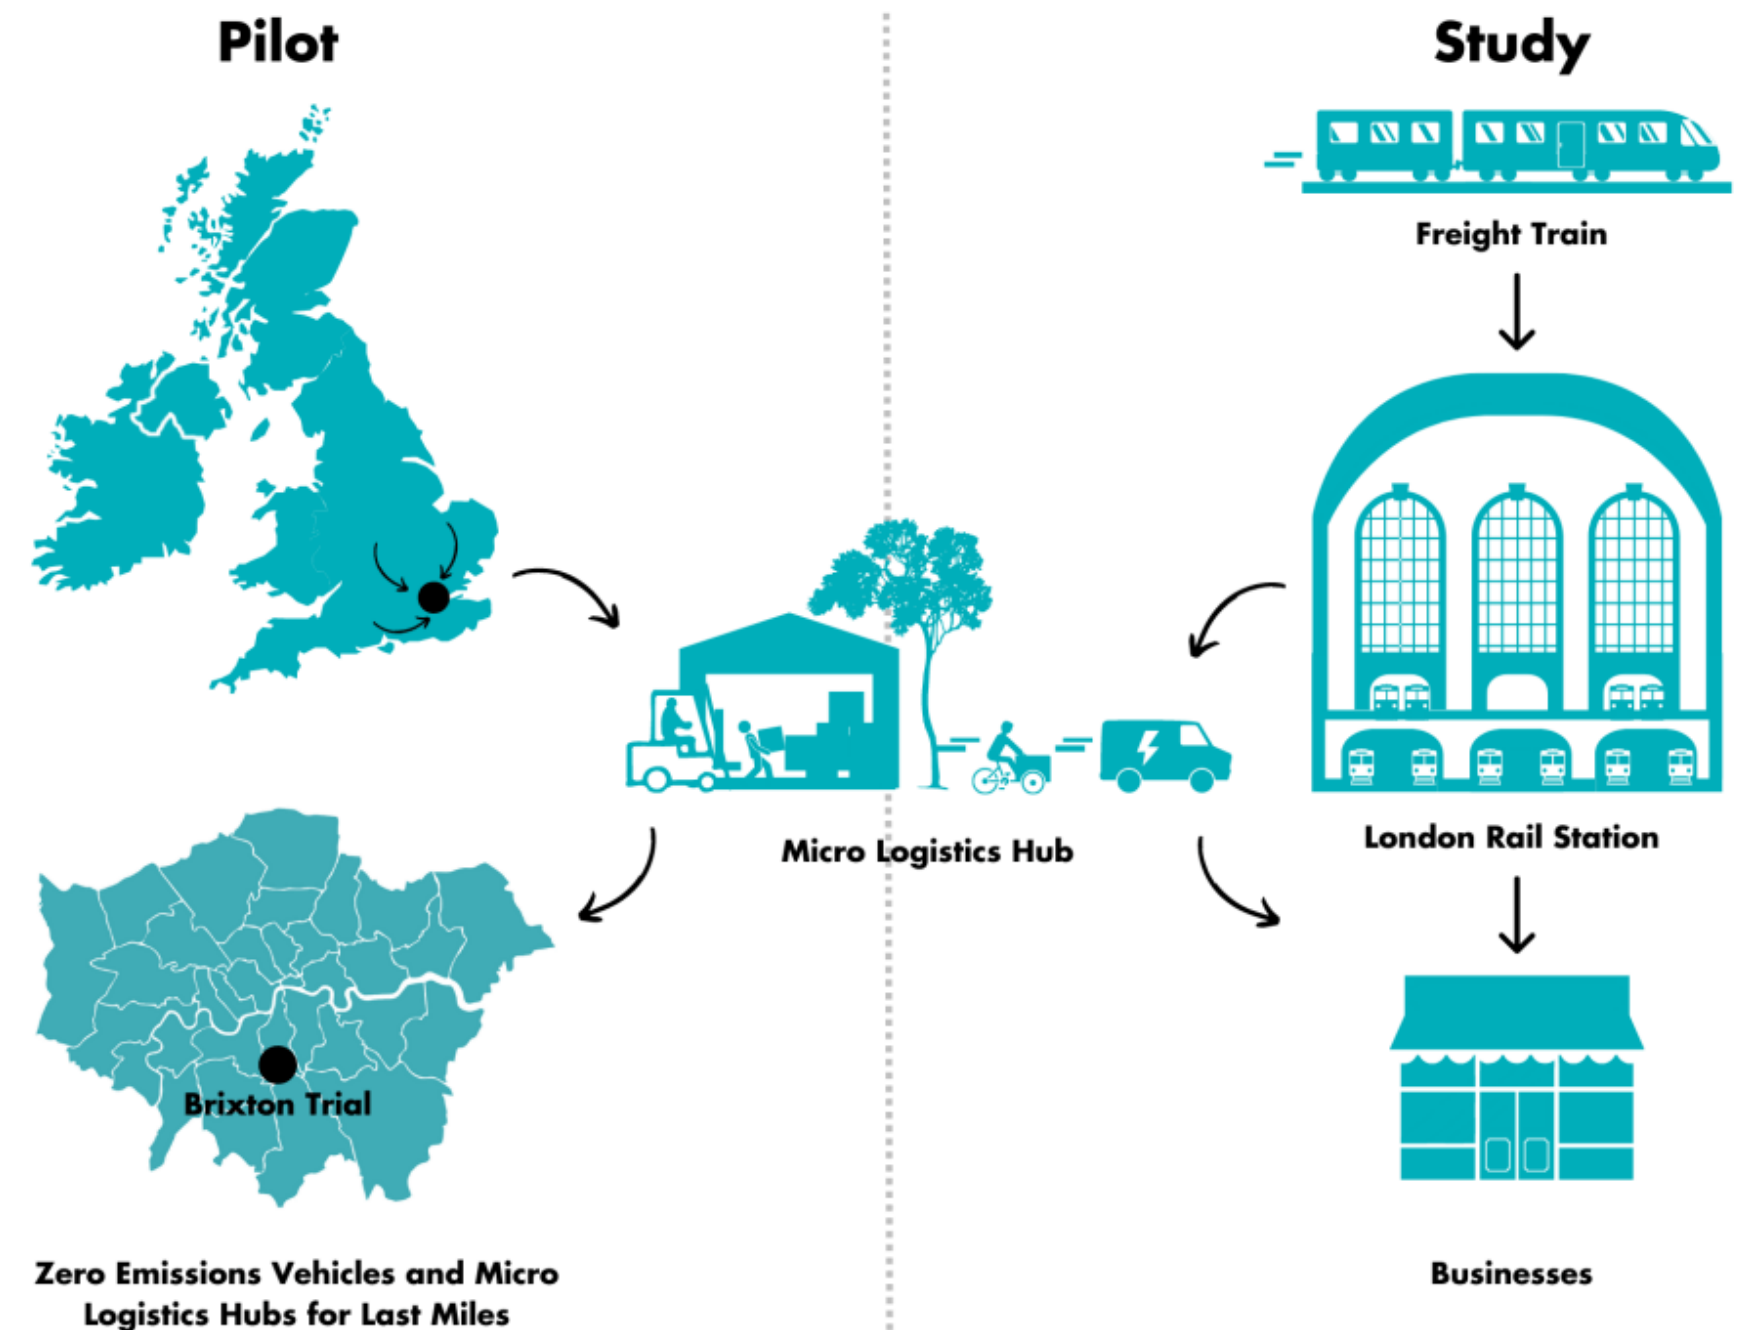 Pilot
Study
Freight Train
Micro Logistics Hub
London Rail Station
Brixton Trial
Zero Emissions Vehicles and Micro
Logistics Hubs for Last Miles
Businesses